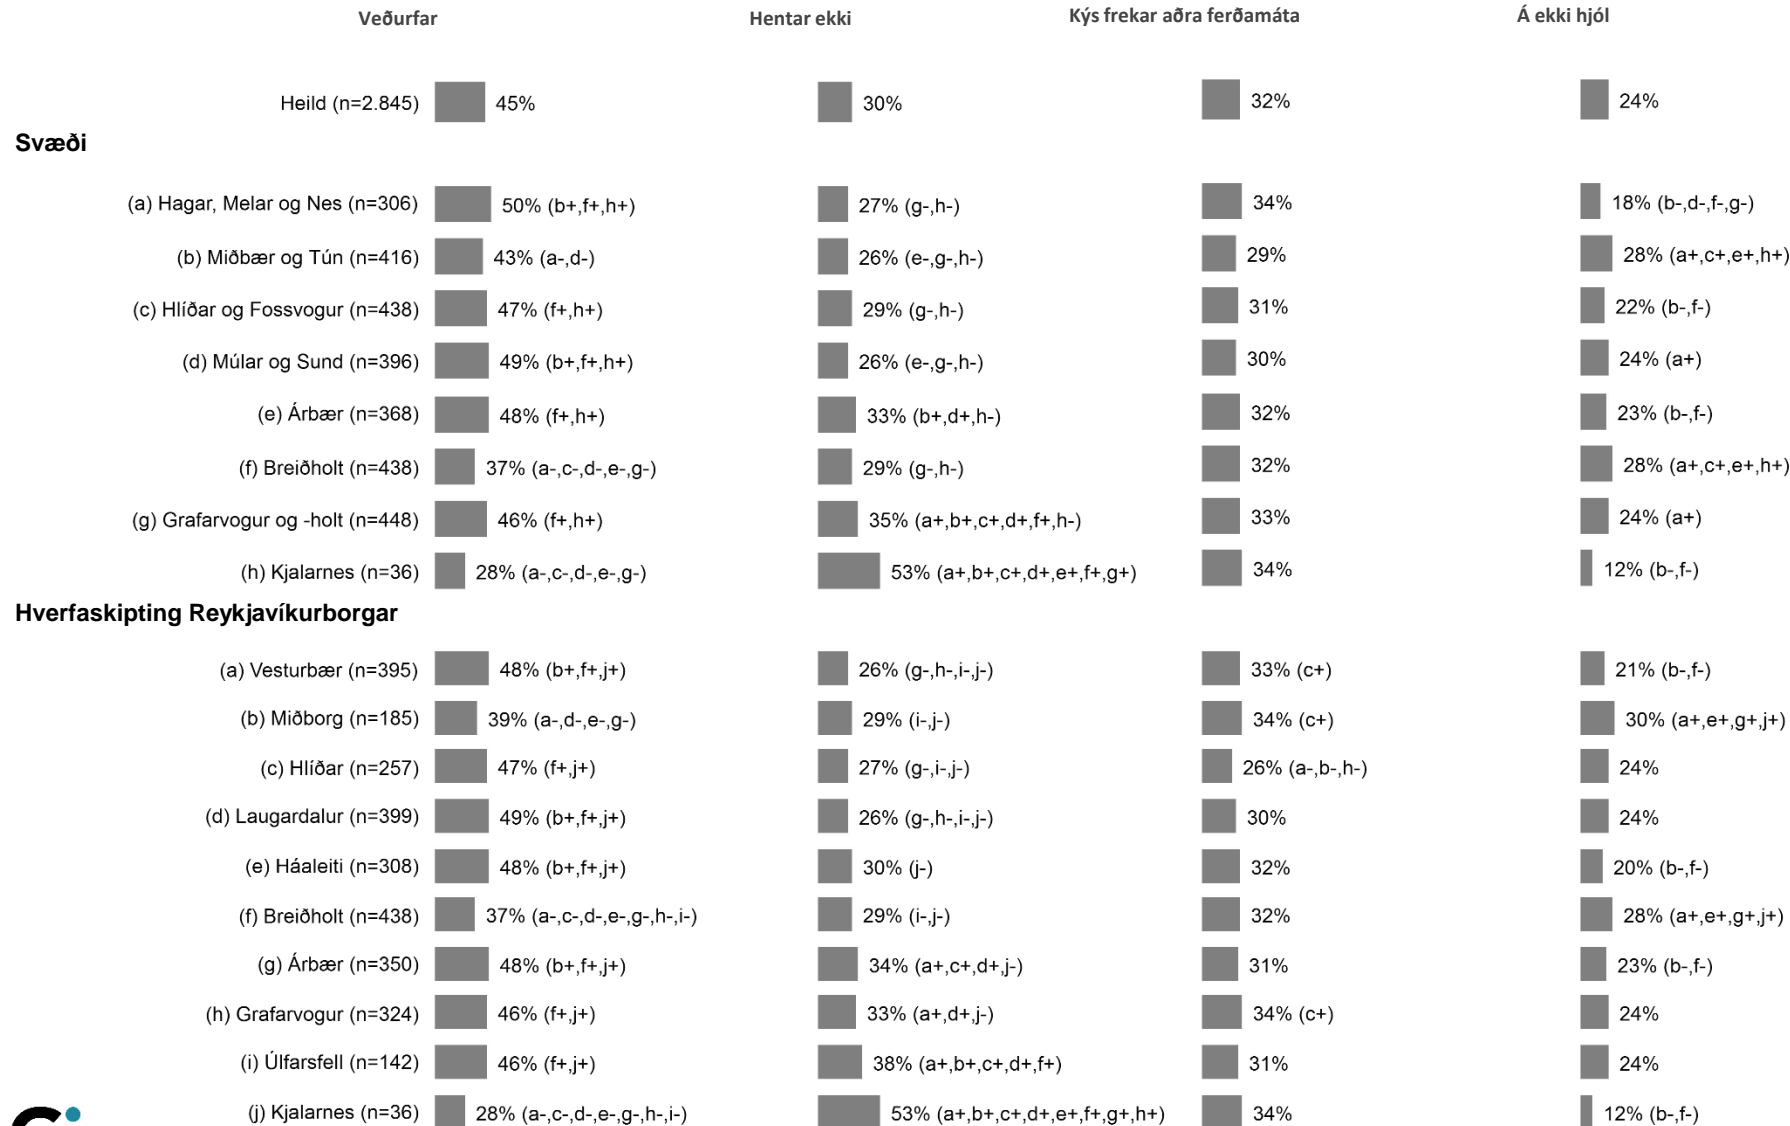 Veðurfar Hentar ekki Kýs frekar aðra ferðamáta Á ekki hjól
Heild (n=2.845) 45% 30% 32% 24%
Svæði
(a) Hagar, Melar og Nes (n=306) 50% (b+,f+,h+) 27% (g-,h-) 34% 18% (b-,d-,f-,g-)
(b) Miðbær og Tún (n=416) 43% (a-,d-) 26% (e-,g-,h-) 29% 28% (a+,c+,e+,h+)
(c) Hlíðar og Fossvogur (n=438) 47% (f+,h+) 29% (g-,h-) 31% 22% (b-,f-)
(d) Múlar og Sund (n=396) 49% (b+,f+,h+) 26% (e-,g-,h-) 30% 24% (a+)
(e) Árbær (n=368) 48% (f+,h+) 33% (b+,d+,h-) 32% 23% (b-,f-)
(f) Breiðholt (n=438) 37% (a-,c-,d-,e-,g-) 29% (g-,h-) 32% 28% (a+,c+,e+,h+)
(g) Grafarvogur og -holt (n=448) 46% (f+,h+) 35% (a+,b+,c+,d+,f+,h-) 33% 24% (a+)
(h) Kjalarnes (n=36) 28% (a-,c-,d-,e-,g-) 53% (a+,b+,c+,d+,e+,f+,g+) 34% 12% (b-,f-)
Hverfaskipting Reykjavíkurborgar
(a) Vesturbær (n=395) 48% (b+,f+,j+) 26% (g-,h-,i-,j-) 33% (c+) 21% (b-,f-)
(b) Miðborg (n=185) 39% (a-,d-,e-,g-) 29% (i-,j-) 34% (c+) 30% (a+,e+,g+,j+)
(c) Hlíðar (n=257) 47% (f+,j+) 27% (g-,i-,j-) 26% (a-,b-,h-) 24%
(d) Laugardalur (n=399) 49% (b+,f+,j+) 26% (g-,h-,i-,j-) 30% 24%
(e) Háaleiti (n=308) 48% (b+,f+,j+) 30% (j-) 32% 20% (b-,f-)
(f) Breiðholt (n=438) 37% (a-,c-,d-,e-,g-,h-,i-) 29% (i-,j-) 32% 28% (a+,e+,g+,j+)
(g) Árbær (n=350) 48% (b+,f+,j+) 34% (a+,c+,d+,j-) 31% 23% (b-,f-)
(h) Grafarvogur (n=324) 46% (f+,j+) 33% (a+,d+,j-) 34% (c+) 24%
(i) Úlfarsfell (n=142) 46% (f+,j+) 38% (a+,b+,c+,d+,f+) 31% 24%
(j) Kjalarnes (n=36) 28% (a-,c-,d-,e-,g-,h-,i-) 53% (a+,b+,c+,d+,e+,f+,g+,h+) 34% 12% (b-,f-)